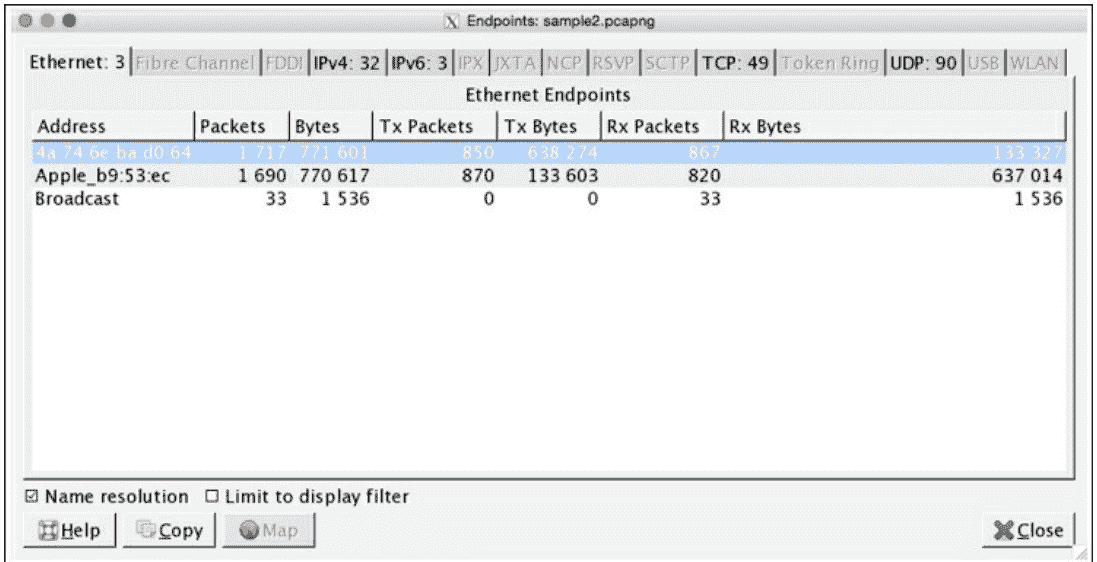 Endpoints: sample2.pcapng
Ethernet: 3 Fibre Channel FDDI IPv4: 32 IPv6: 3 IPX JXTA NCP RSVP SCTP TCP: 49 Token Ring UDP: 90 USB WLAN
Ethernet Endpoints
Address Packets Bytes Tx Packets Tx Bytes Rx Packets Rx Bytes
4a 74 6e ba d0 64 1 717 771 601 850 638 274 867 133 327
Apple_b9:53:ec 1 690 770 617 870 133 603 820 637 014
Broadcast 33 1 536 0 0 33 1 536
Name resolution Limit to display filter
Help Copy Map Close